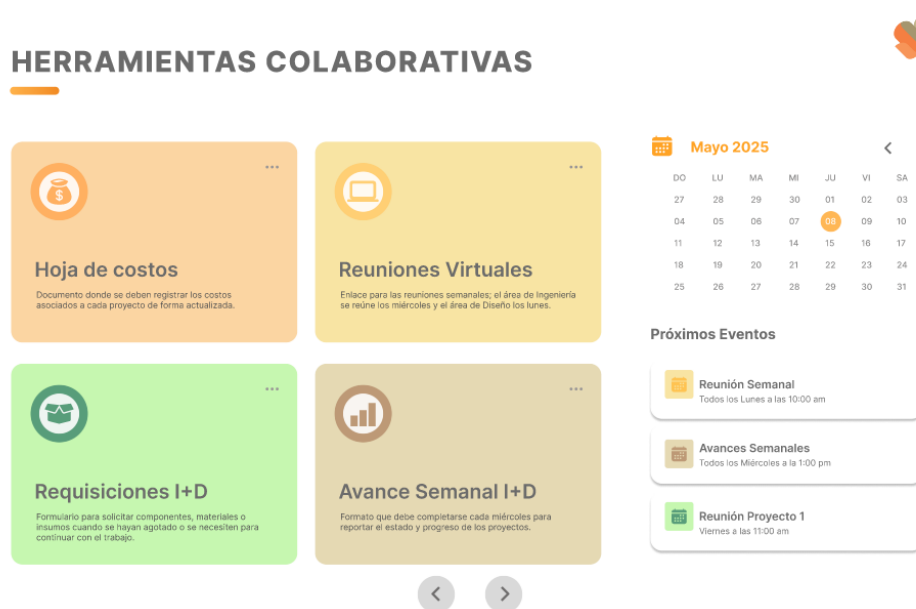 HERRAMIENTAS COLABORATIVAS
Hoja de costos
Documento donde se deben registrar los costos
asociados a cada proyecto de forma actualizada.
Reuniones Virtuales
Enlace para las reuniones semanales; el área de Ingeniería
se reúne los miércoles y el área de Diseño los lunes.
Requisiciones I+D
Formulario para solicitar componentes, materiales o
insumos cuando se hayan agotado o se necesiten para
continuar con el trabajo.
Avance Semanal I+D
Formato que debe completarse cada miércoles para
reportar el estado y progreso de los proyectos.
Mayo 2025
DO LU MA MI JU VI SA
27 28 29 30 01 02 03
04 05 06 07 08 09 10
11 12 13 14 15 16 17
18 19 20 21 22 23 24
25 26 27 28 29 30 31
Próximos Eventos
Reunión Semanal
Todos los Lunes a las 10:00 am
Avances Semanales
Todos los Miércoles a la 1:00 pm
Reunión Proyecto 1
Viernes a las 11:00 am